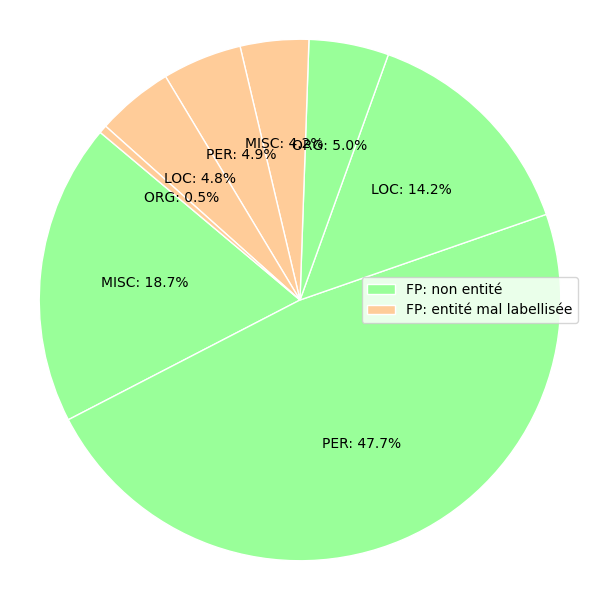 MISC: 4.2%
ORG: 5.0%
PER: 4.9%
LOC: 4.8%
LOC: 14.2%
ORG: 0.5%
MISC: 18.7%
FP: non entité
FP: entité mal labellisée
PER: 47.7%